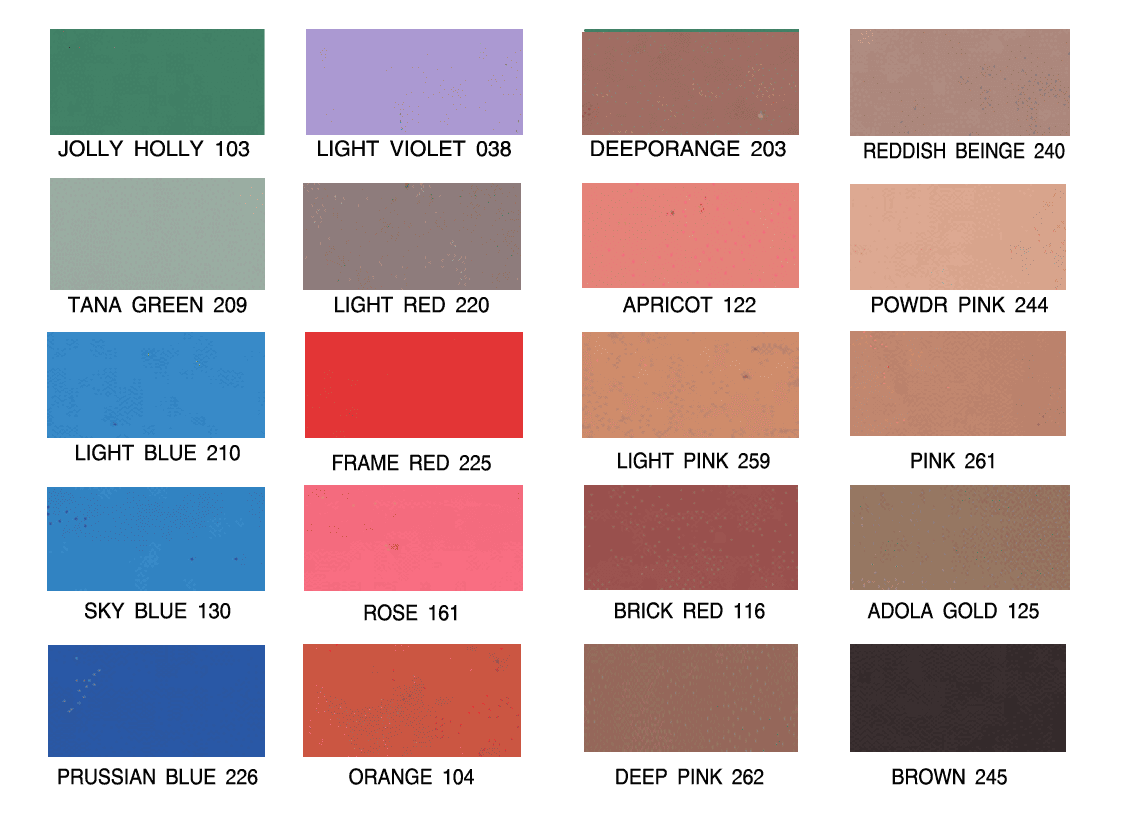 JOLLY HOLLY 103
LIGHT VIOLET 038
DEEPORANGE 203
REDDISH BEINGE 240
TANA GREEN 209
LIGHT RED 220
APRICOT 122
POWDR PINK 244
LIGHT BLUE 210
FRAME RED 225
LIGHT PINK 259
PINK 261
SKY BLUE 130
ROSE 161
BRICK RED 116
ADOLA GOLD 125
PRUSSIAN BLUE 226
ORANGE 104
DEEP PINK 262
BROWN 245